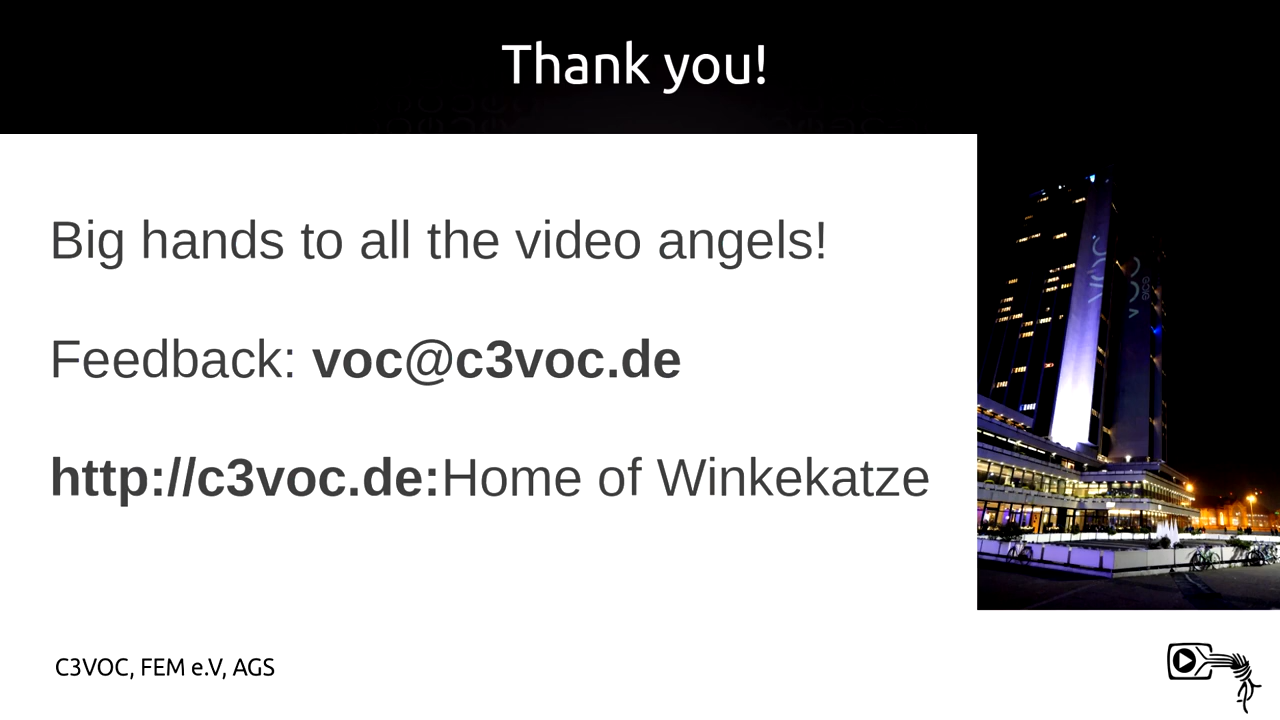 Thank you!
Big hands to all the video angels!
Feedback: voc@c3voc.de
http://c3voc.de:Home of Winkekatze
C3VOC, FEM e.V, AGS